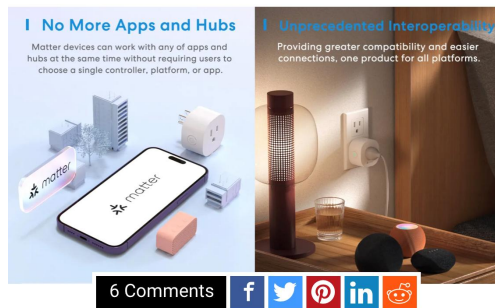 No More Apps and Hubs
Matter devices can work with any of apps and
hubs at the same time without requiring users to
choose a single controller, platform, or app.
matter
matter
Unprecedented Interoperability
Providing greater compatibility and easier
connections, one product for all platforms.
6 Comments